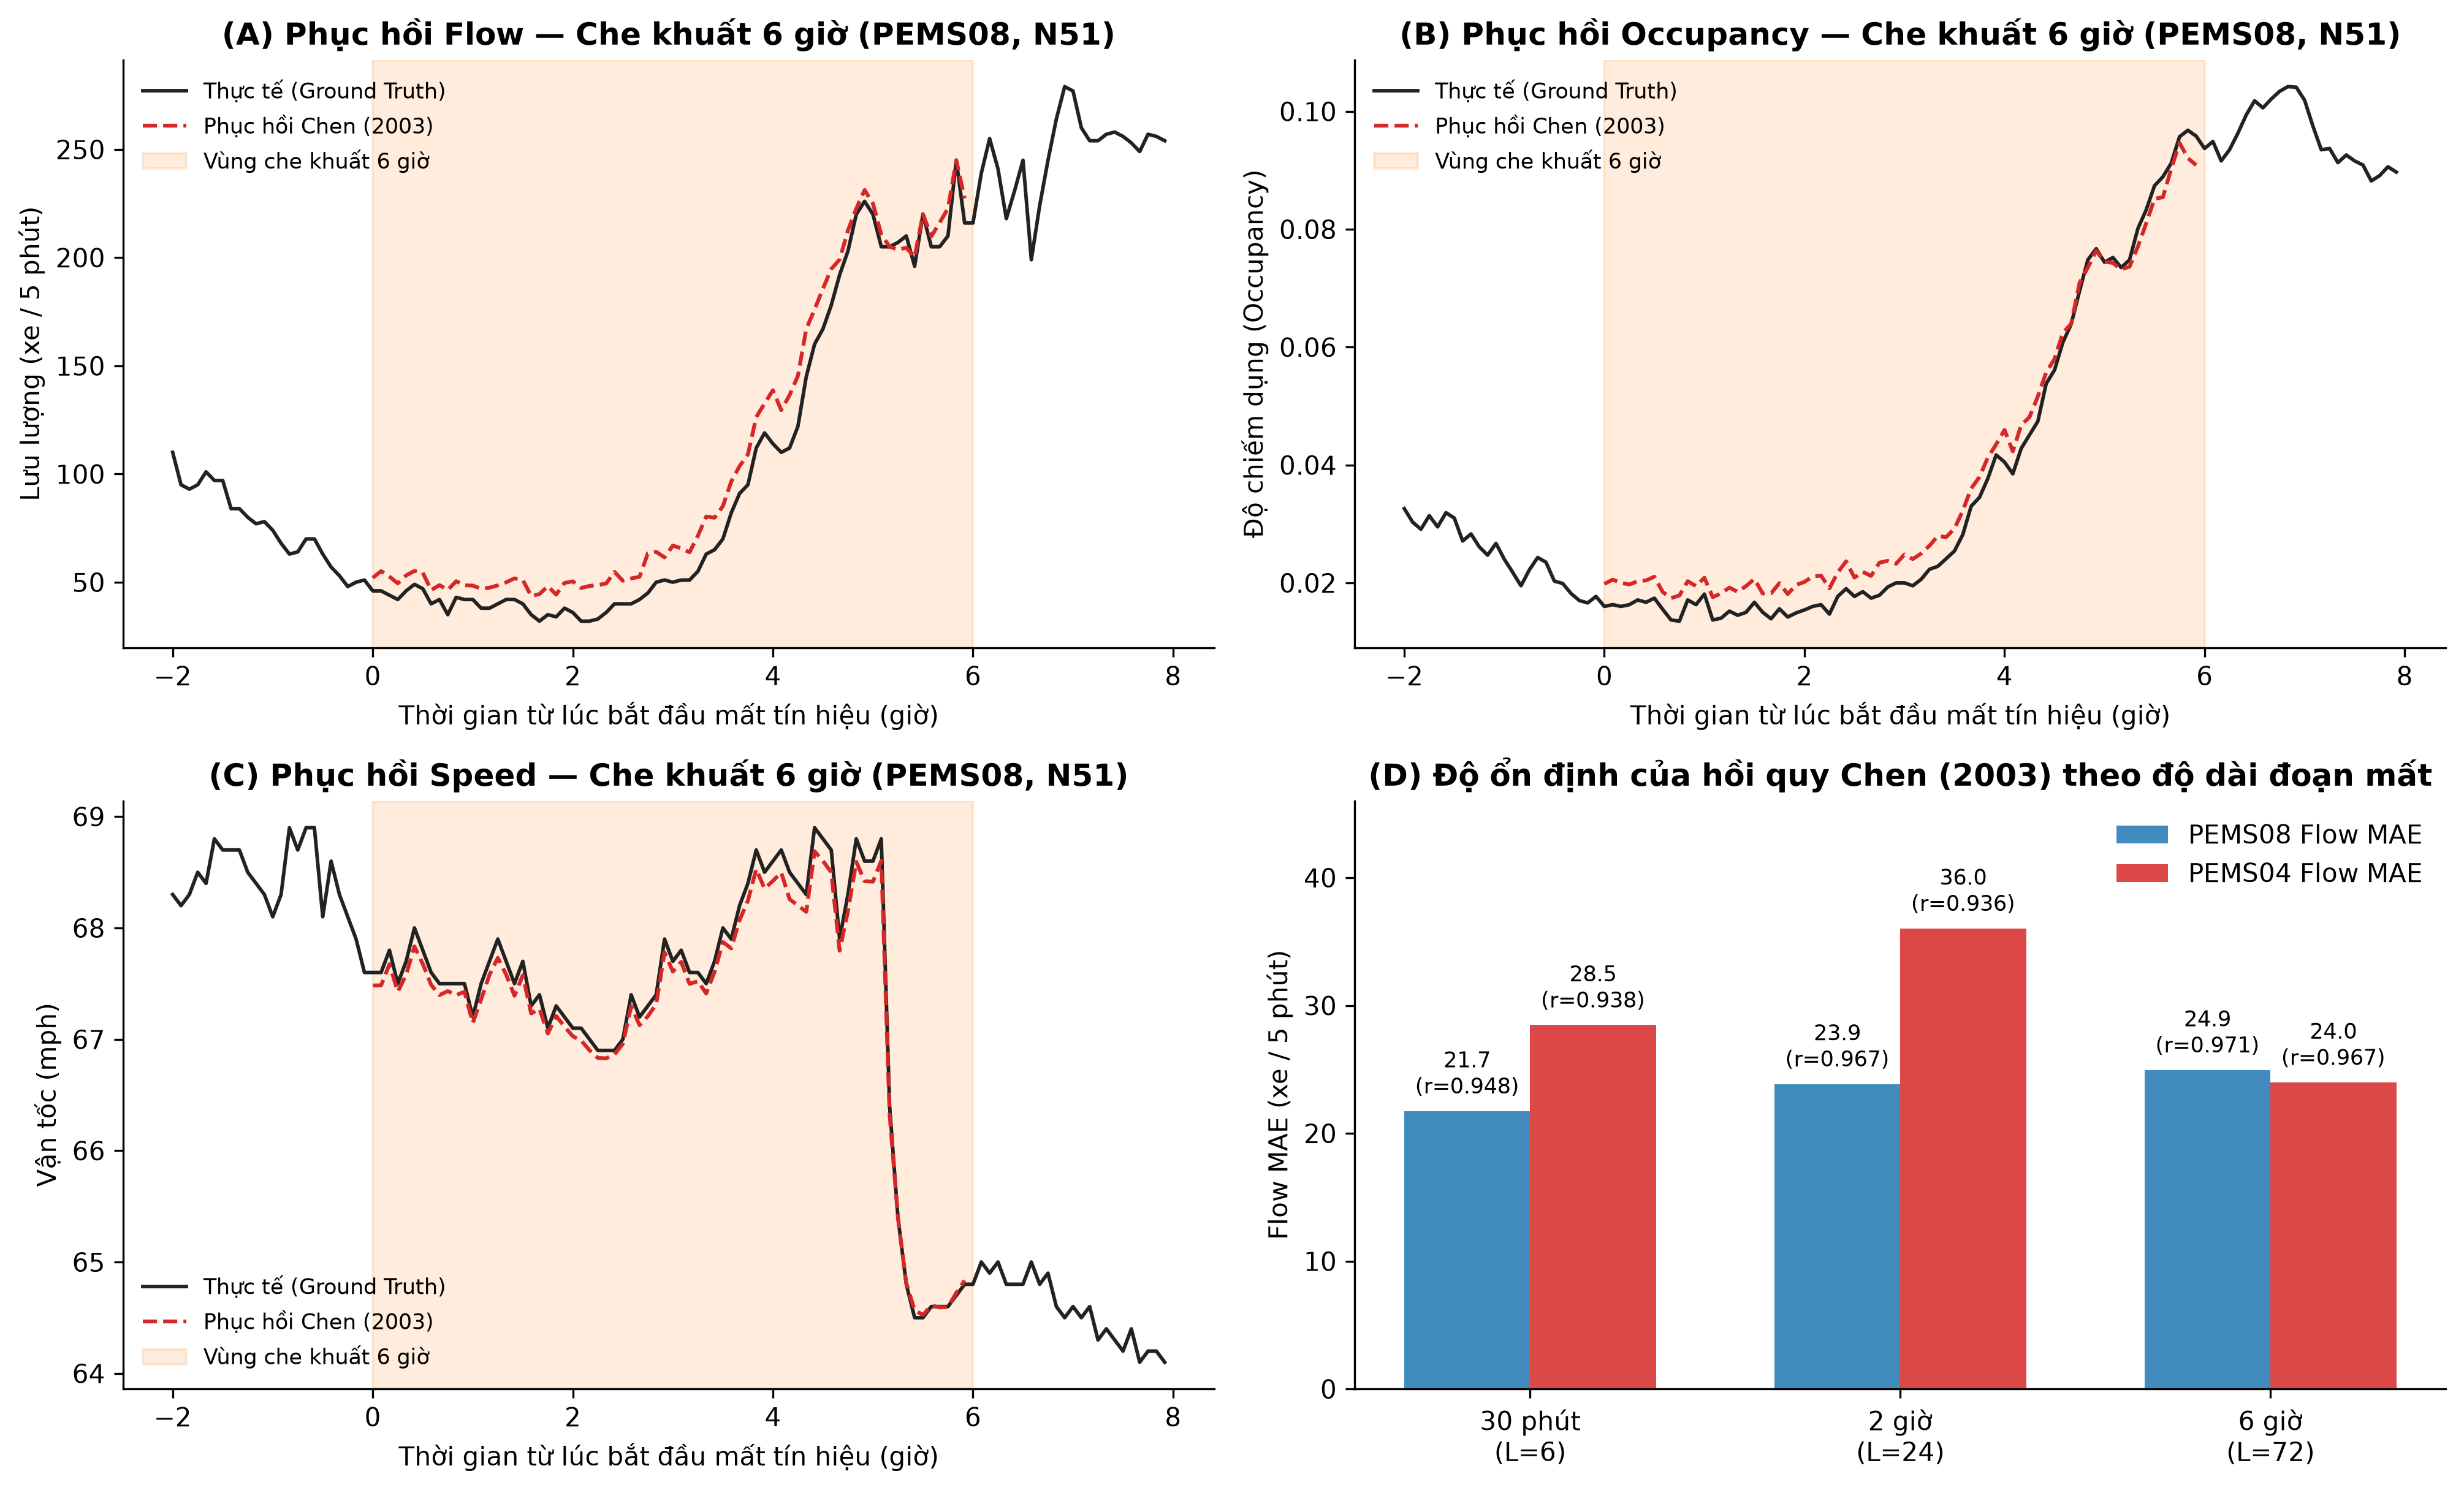 (A) Phục hồi Flow — Che khuất 6 giờ (PEMS08, N51)
Thực tế (Ground Truth)
Phục hồi Chen (2003)
Vùng che khuất 6 giờ
Lưu lượng (xe / 5 phút)
250
200
150
100
50
−2
0
2
4
6
8
Thời gian từ lúc bắt đầu mất tín hiệu (giờ)
(B) Phục hồi Occupancy — Che khuất 6 giờ (PEMS08, N51)
Thực tế (Ground Truth)
Phục hồi Chen (2003)
Vùng che khuất 6 giờ
Độ chiếm dụng (Occupancy)
0.10
0.08
0.06
0.04
0.02
−2
0
2
4
6
8
Thời gian từ lúc bắt đầu mất tín hiệu (giờ)
(C) Phục hồi Speed — Che khuất 6 giờ (PEMS08, N51)
Vận tốc (mph)
69
68
67
66
65
64
Thực tế (Ground Truth)
Phục hồi Chen (2003)
Vùng che khuất 6 giờ
−2
0
2
4
6
8
Thời gian từ lúc bắt đầu mất tín hiệu (giờ)
(D) Độ ổn định của hồi quy Chen (2003) theo độ dài đoạn mất
PEMS08 Flow MAE
PEMS04 Flow MAE
Flow MAE (xe / 5 phút)
40
30
20
10
0
21.7
(r=0.948)
28.5
(r=0.938)
23.9
(r=0.967)
36.0
(r=0.936)
24.9
(r=0.971)
24.0
(r=0.967)
30 phút
(L=6)
2 giờ
(L=24)
6 giờ
(L=72)